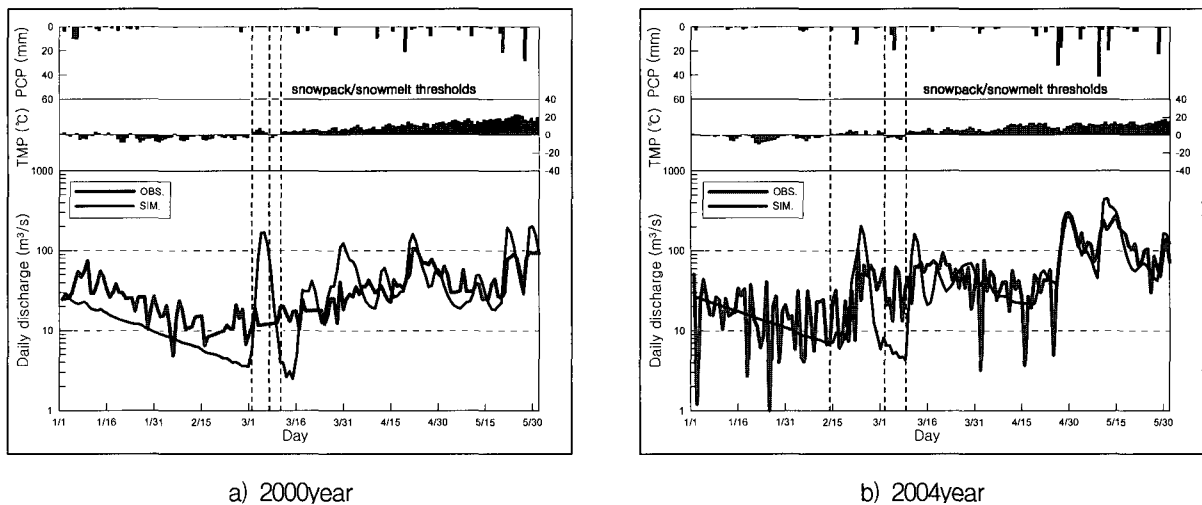 0
20
40
60
PCP (mm)
snowpack/snowmelt thresholds
TMP (℃)
40
20
0
-20
-40
1000
100
10
1
Daily discharge (m³/s)
OBS.
SIM.
1/1 1/16 1/31 2/15 3/1 3/16 3/31 4/15 4/30 5/15 5/30
Day
a) 2000year
0
20
40
60
PCP (mm)
snowpack/snowmelt thresholds
TMP (℃)
40
20
0
-20
-40
1000
100
10
1
Daily discharge (m³/s)
OBS.
SIM.
1/1 1/16 1/31 2/15 3/1 3/16 3/31 4/15 4/30 5/15 5/30
Day
b) 2004year